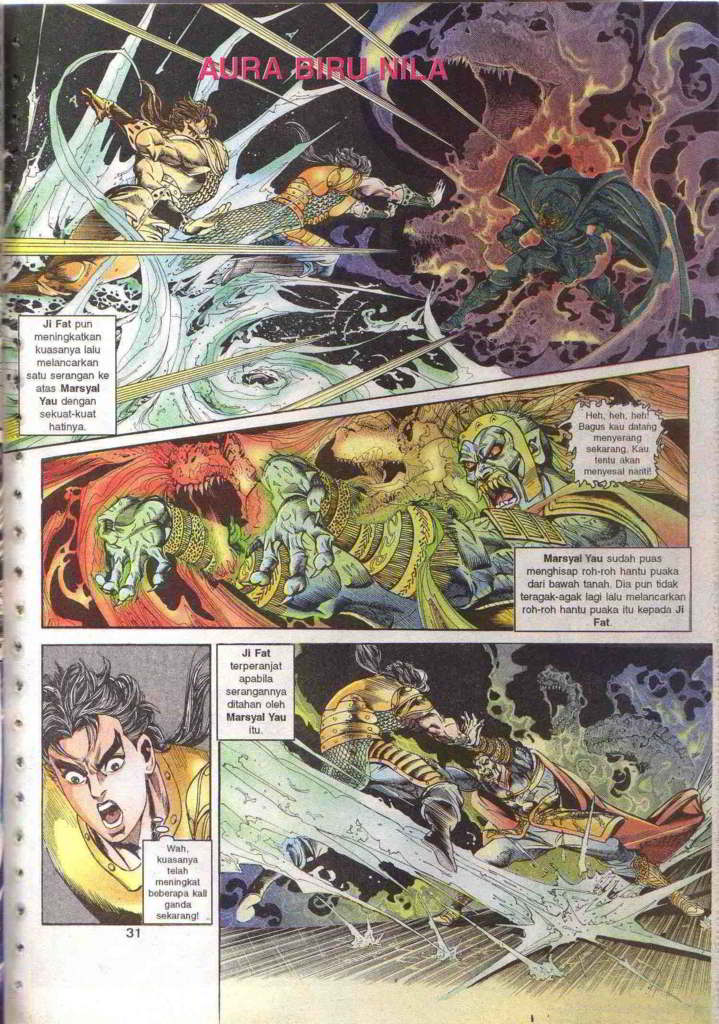 AURA BIRU NILA
Ji Fat pun
meningkatkan
kuasanya lalu
melancarkan
satu serangan ke
atas Marsyal
Yau dengan
sekuat-kuat
hatinya.
Heh, heh, heh!
Bagus kau datang
menyerang
sekarang. Kau
tentu akan
menyesal nanti!
Marsyal Yau sudah puas
menghisap roh-roh hantu puaka
dari bawah tanah. Dia pun tidak
teragak-agak lagi lalu melancarkan
roh-roh hantu puaka itu kepada Ji
Fat.
Wah,
kuasanya
telah
meningkat
beberapa kali
ganda
sekarang!
Ji Fat
terperanjat
apabila
serangannya
ditahan oleh
Marsyal Yau
itu.
31